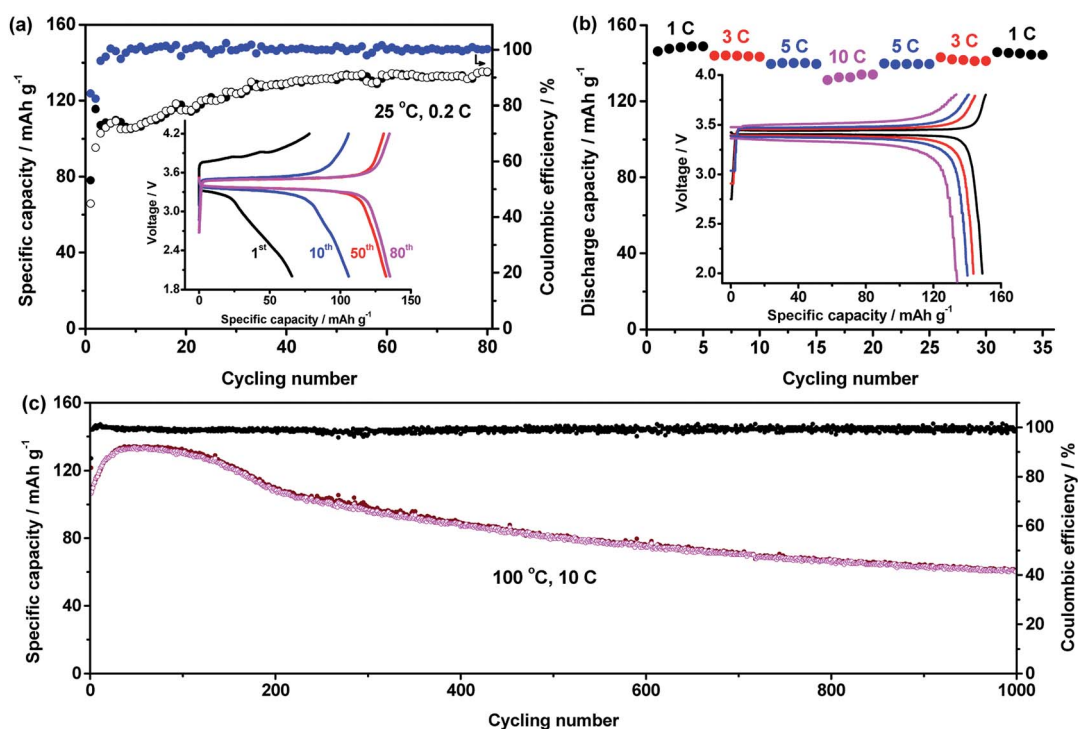 (a)
160
120
80
40
0
Specific capacity / mAh g-1
0 20 40 60 80
Cycling number
100
80
60
40
20
0
Coulombic efficiency / %
25 °C, 0.2 C
4.2
3.6
3.0
2.4
1.8
Voltage / V
1st 10th 50th 80th
0 50 100 150
Specific capacity / mAh g-1
(b)
160
120
80
40
0
Discharge capacity / mAh g-1
1 C 3 C 5 C 10 C 5 C 3 C 1 C
4.0
3.5
3.0
2.5
2.0
Voltage / V
0 40 80 120 160
Specific capacity / mAh g-1
0 5 10 15 20 25 30 35
Cycling number
(c)
160
120
80
40
0
Specific capacity / mAh g-1
100 °C, 10 C
100
80
60
40
20
0
Coulombic efficiency / %
0 200 400 600 800 1000
Cycling number